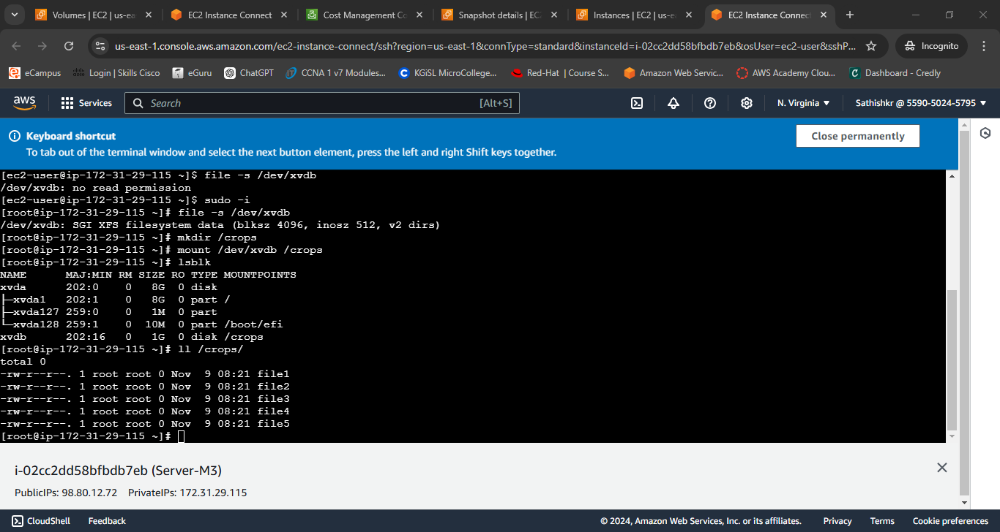 Volumes | EC2 | us-ea
EC2 Instance Connect
Cost Management Co
Snapshot details | EC
Instances | EC2 | us-ea
EC2 Instance Connect
us-east-1.console.aws.amazon.com/ec2-instance-connect/ssh?region=us-east-1&connType=standard&instanceId=i-02cc2dd58bfbdb7eb&osUser=ec2-user&sshP...
Incognito
eCampus
Login | Skills Cisco
eGuru
ChatGPT
CCNA 1 v7 Modules...
KGiSL MicroCollege...
Red-Hat | Course S...
Amazon Web Servic...
AWS Academy Clou...
Dashboard - Credly
aws
Services
Search
[Alt+S]
N. Virginia
Sathishkr @ 5590-5024-5795
Keyboard shortcut
To tab out of the terminal window and select the next button element, press the left and right Shift keys together.
Close permanently
[ec2-user@ip-172-31-29-115 ~]$ file -s /dev/xvdb
/dev/xvdb: no read permission
[ec2-user@ip-172-31-29-115 ~]$ sudo -i
[root@ip-172-31-29-115 ~]# file -s /dev/xvdb
/dev/xvdb: SGI XFS filesystem data (blksz 4096, inosz 512, v2 dirs)
[root@ip-172-31-29-115 ~]# mkdir /crops
[root@ip-172-31-29-115 ~]# mount /dev/xvdb /crops
[root@ip-172-31-29-115 ~]# lsblk
NAME      MAJ:MIN RM SIZE RO TYPE MOUNTPOINTS
xvda      202:0    0   8G  0 disk
├─xvda1   202:1    0   8G  0 part /
├─xvda127 259:0    0   1M  0 part
└─xvda128 259:1    0  10M  0 part /boot/efi
xvdb      202:16   0   1G  0 disk /crops
[root@ip-172-31-29-115 ~]# ll /crops/
total 0
-rw-r--r--. 1 root root 0 Nov  9 08:21 file1
-rw-r--r--. 1 root root 0 Nov  9 08:21 file2
-rw-r--r--. 1 root root 0 Nov  9 08:21 file3
-rw-r--r--. 1 root root 0 Nov  9 08:21 file4
-rw-r--r--. 1 root root 0 Nov  9 08:21 file5
[root@ip-172-31-29-115 ~]#
i-02cc2dd58bfbdb7eb (Server-M3)
PublicIPs: 98.80.12.72    PrivateIPs: 172.31.29.115
CloudShell
Feedback
© 2024, Amazon Web Services, Inc. or its affiliates.
Privacy
Terms
Cookie preferences